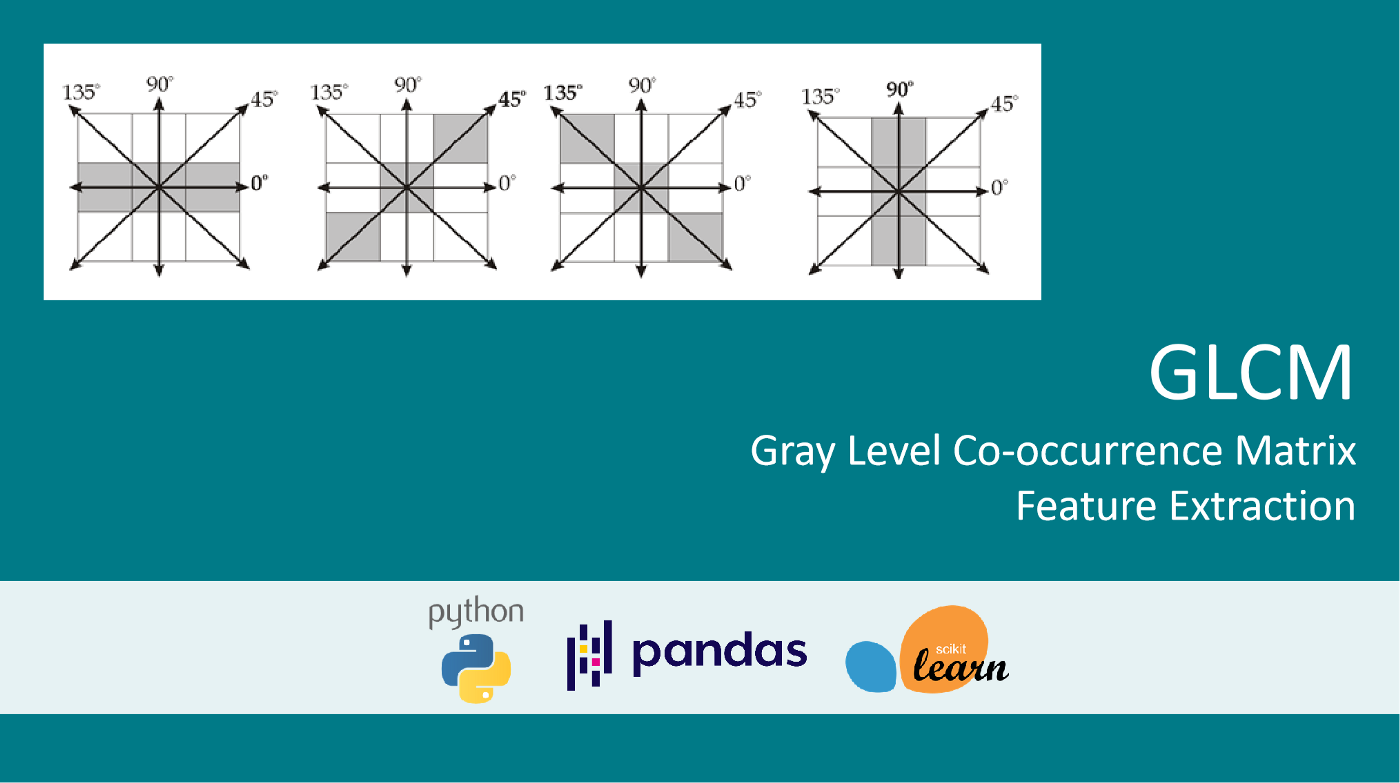 135° 90° 45° 0°
135° 90° 45° 0°
135° 90° 45° 0°
135° 90° 45° 0°
GLCM
Gray Level Co-occurrence Matrix
Feature Extraction
python
pandas
scikit
learn